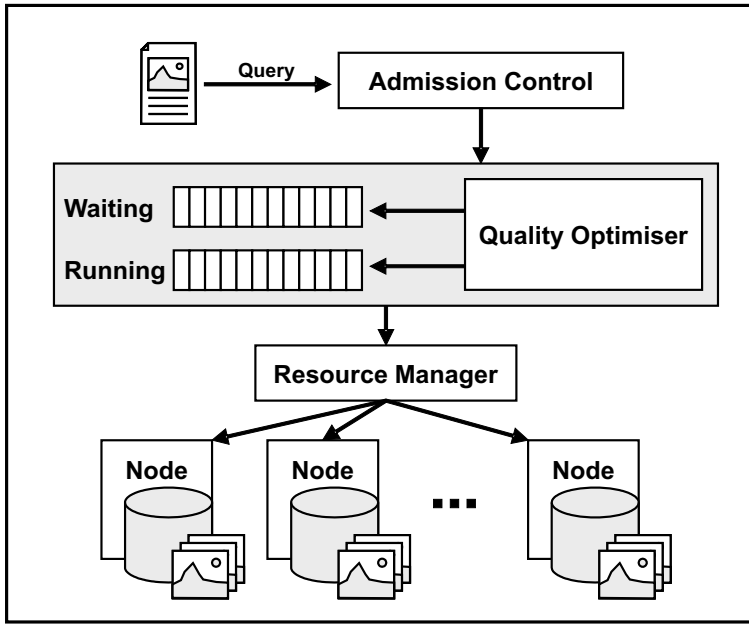 Query
Admission Control
Waiting
Quality Optimiser
Running
Resource Manager
Node
Node
Node